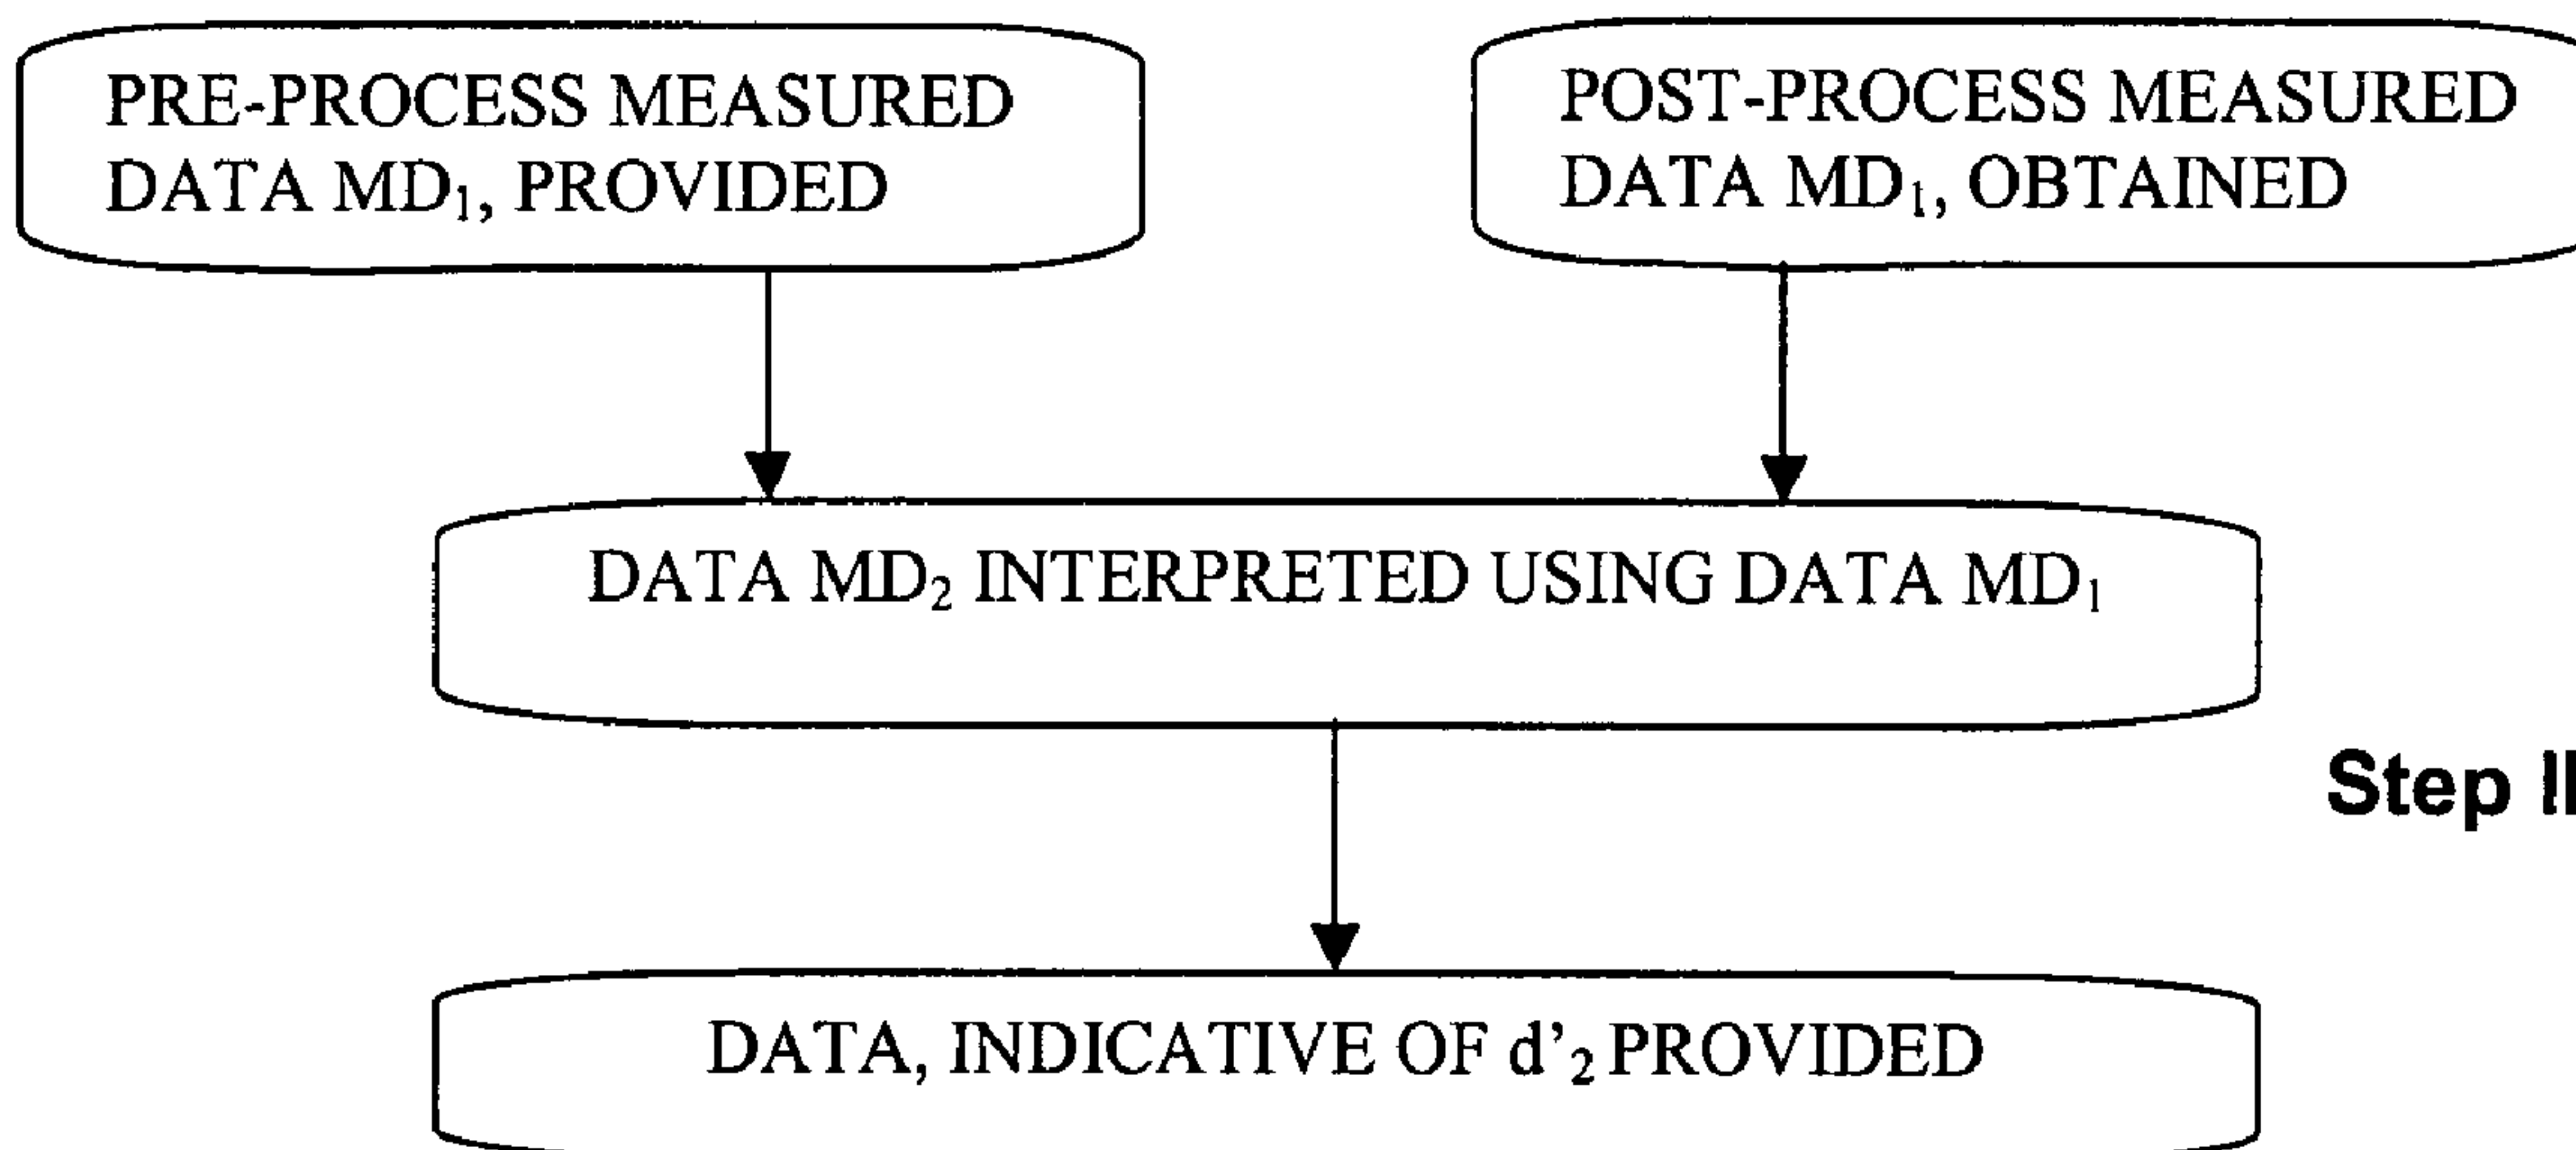 PRE-PROCESS MEASURED
DATA MD₁, PROVIDED
POST-PROCESS MEASURED
DATA MD₁, OBTAINED
DATA MD₂ INTERPRETED USING DATA MD₁
Step II
DATA, INDICATIVE OF d’₂ PROVIDED